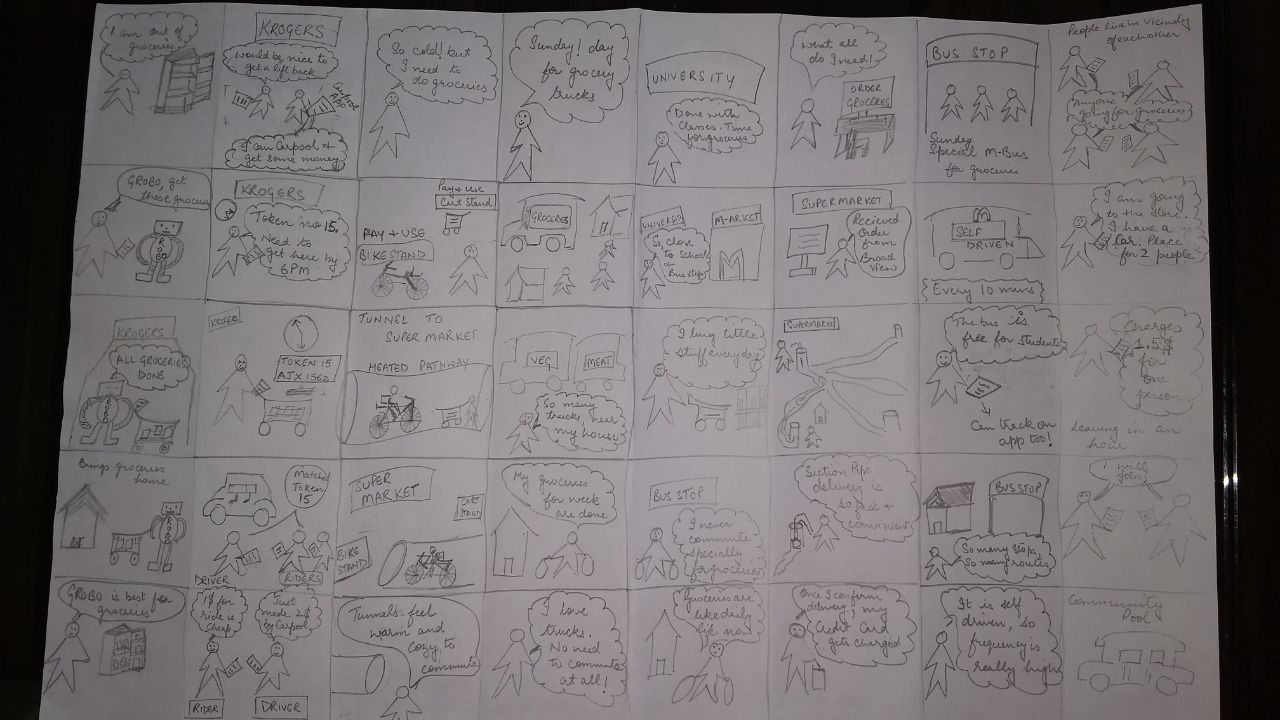 I am out of
groceries
GROBO, get
these groceries
ROBO
KROGERS
ALL GROCERIES
DONE
ROBO
Brings groceries
home
ROBO
GROBO is best for
groceries
KROGERS
would be nice to
get a lift back
I can Carpool &
get some money
KROGERS
Token no 15.
Need to
get here by
6PM
KROGER
TOKEN 15
AJX 1562
Matched
Token
15
DRIVER
RIDERS
1$ for
ride is
cheap
Just
made 2$
by Carpool
RIDER
DRIVER
So cold! but
I need to
do groceries
Pay & Use
Cart Stand
PAY & USE
BIKE STAND
TUNNEL TO
SUPER MARKET
HEATED PATHWAY
SUPER
MARKET
CART
STAND
BIKE
STAND
Tunnels feel
warm and
cozy to
commute
Sunday! day
for grocery
trucks
GROCERIES
VEG
MEAT
So many
trucks, near
my house
My groceries
for week
are done
I love
trucks.
No need
to commute
at all!
UNIVERSITY
Done with
Classes. Time
for groceries
UNIVERSITY
M-MARKET
So close
to school &
Bus stop
M
I buy little
stuff everyday
BUS STOP
I never
commute
specially
for groceries
Groceries are
like daily
life now
What all
do I need!
ORDER
GROCERES
SUPERMARKET
Recieved
Order
from
Broad
View
SUPERMARKET
Suction Pipe
delivery is
so fast &
convenient
Once I confirm
delivery! my
Credit Card
gets charged
BUS STOP
Sunday
Special M-Bus
for groceries
M
SELF
DRIVEN
Every 10 mins
The bus is
free for students
Can track on
app too!
BUS STOP
So many stops,
So many routes
It is self
driven, so
frequency is
really high
People live in Vicinity
of each other
Anyone
going for groceries
I am going
to the store.
I have a
Car. Place
for 2 people
Charges
1.5$
for
one
person
Leaving in an
hour
I will
join
Community
Pool